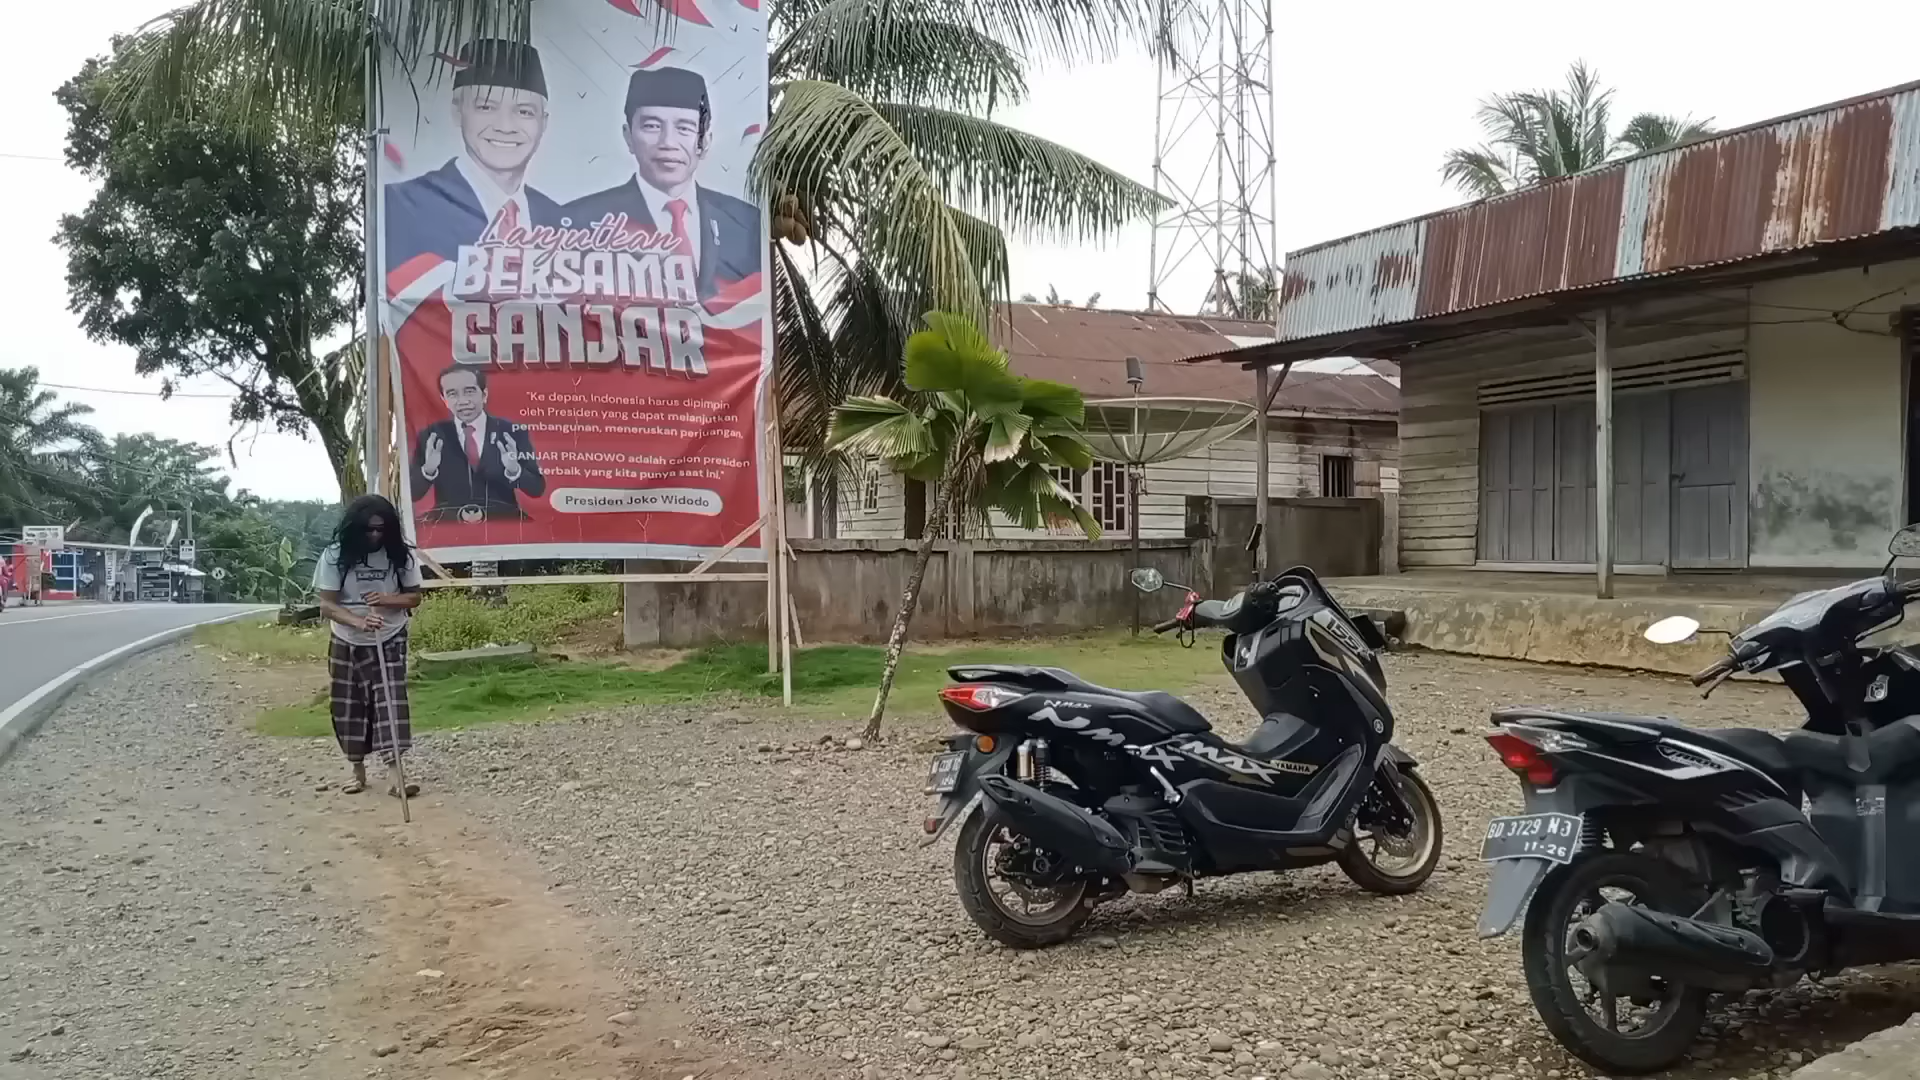 Lanjutkan
BERSAMA
GANJAR
"Ke depan, Indonesia harus dipimpin
oleh Presiden yang dapat melanjutkan
pembangunan, meneruskan perjuangan,
GANJAR PRANOWO adalah calon presiden
terbaik yang kita punya saat ini."
Presiden Joko Widodo
LEVI'S
155
NMAX
NMAX
MAX
YAMAHA
BD 3729 N
11-26